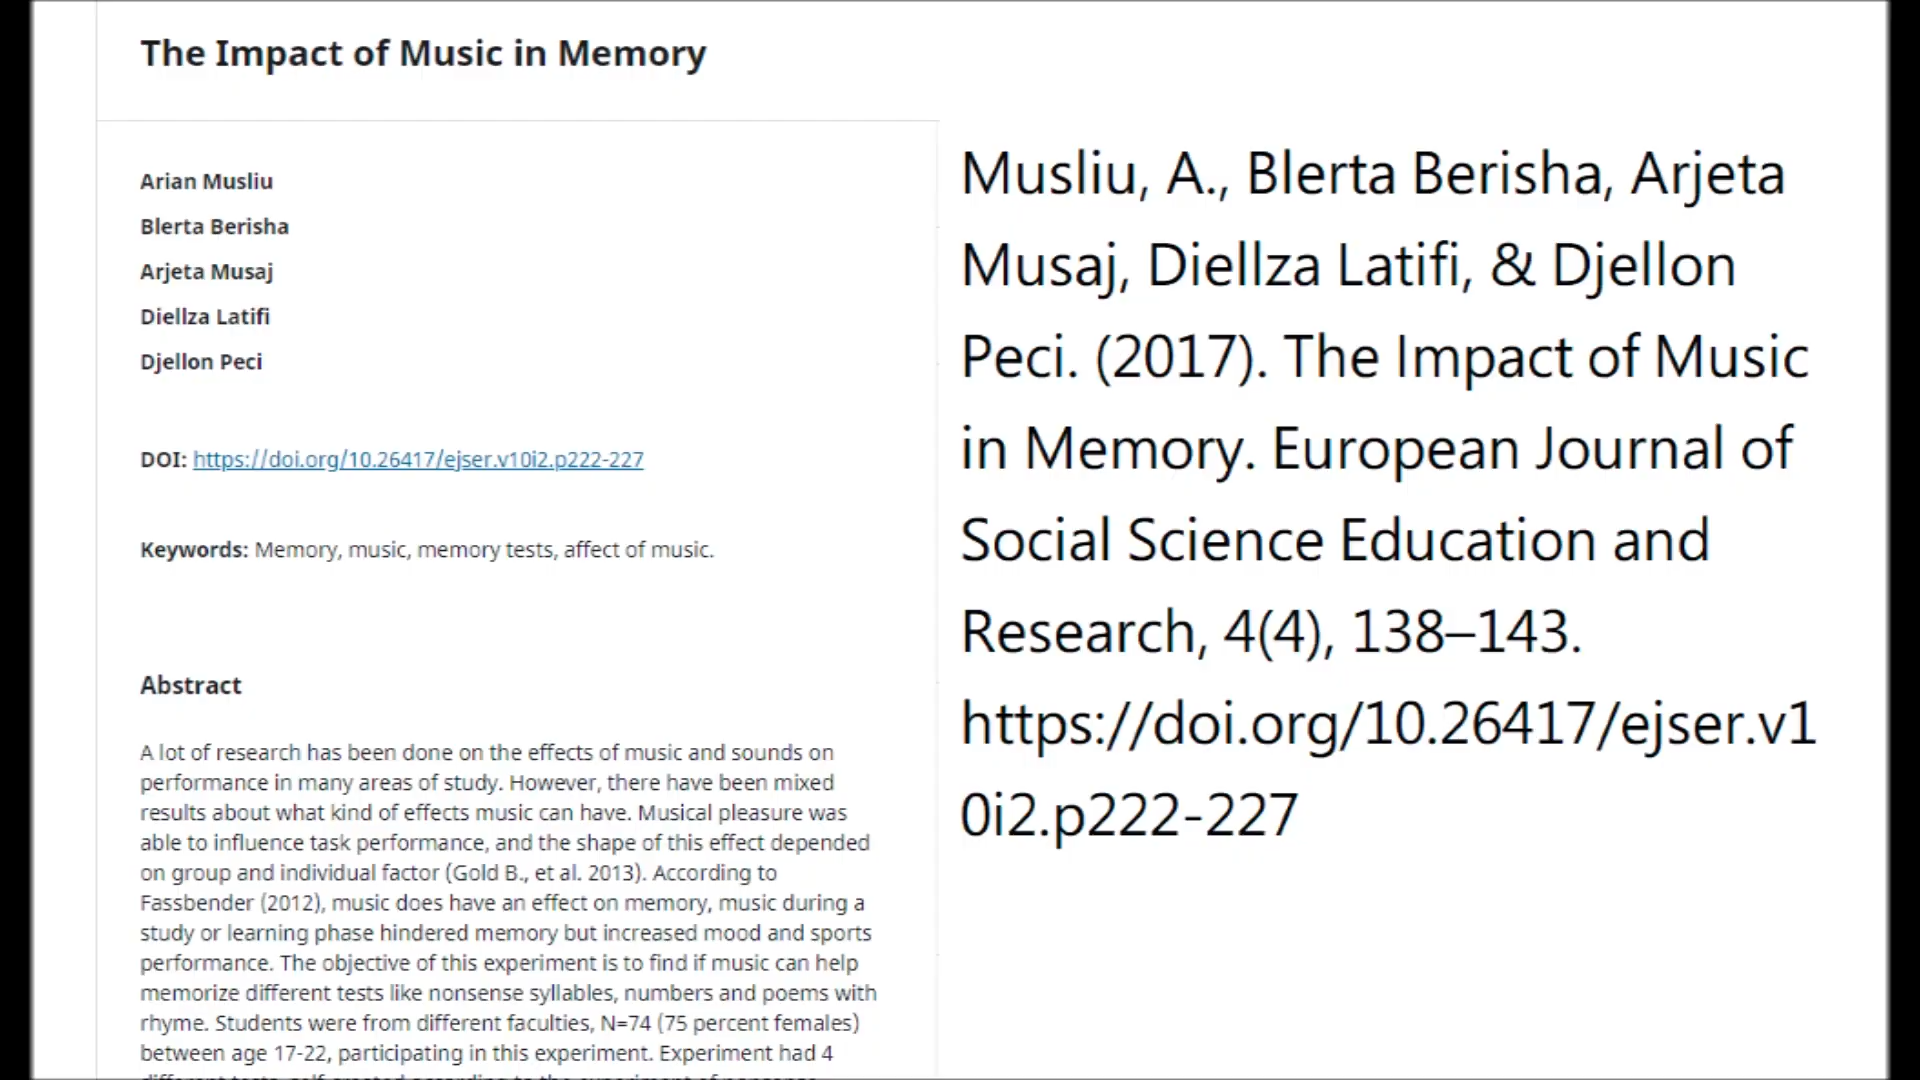 The Impact of Music in Memory
Arian Musliu
Blerta Berisha
Arjeta Musaj
Diellza Latifi
Djellon Peci
DOI: https://doi.org/10.26417/ejser.v10i2.p222-227
Keywords: Memory, music, memory tests, affect of music.
Abstract
A lot of research has been done on the effects of music and sounds on
performance in many areas of study. However, there have been mixed
results about what kind of effects music can have. Musical pleasure was
able to influence task performance, and the shape of this effect depended
on group and individual factor (Gold B., et al. 2013). According to
Fassbender (2012), music does have an effect on memory, music during a
study or learning phase hindered memory but increased mood and sports
performance. The objective of this experiment is to find if music can help
memorize different tests like nonsense syllables, numbers and poems with
rhyme. Students were from different faculties, N=74 (75 percent females)
between age 17-22, participating in this experiment. Experiment had 4
Musliu, A., Blerta Berisha, Arjeta
Musaj, Diellza Latifi, & Djellon
Peci. (2017). The Impact of Music
in Memory. European Journal of
Social Science Education and
Research, 4(4), 138–143.
https://doi.org/10.26417/ejser.v1
0i2.p222-227